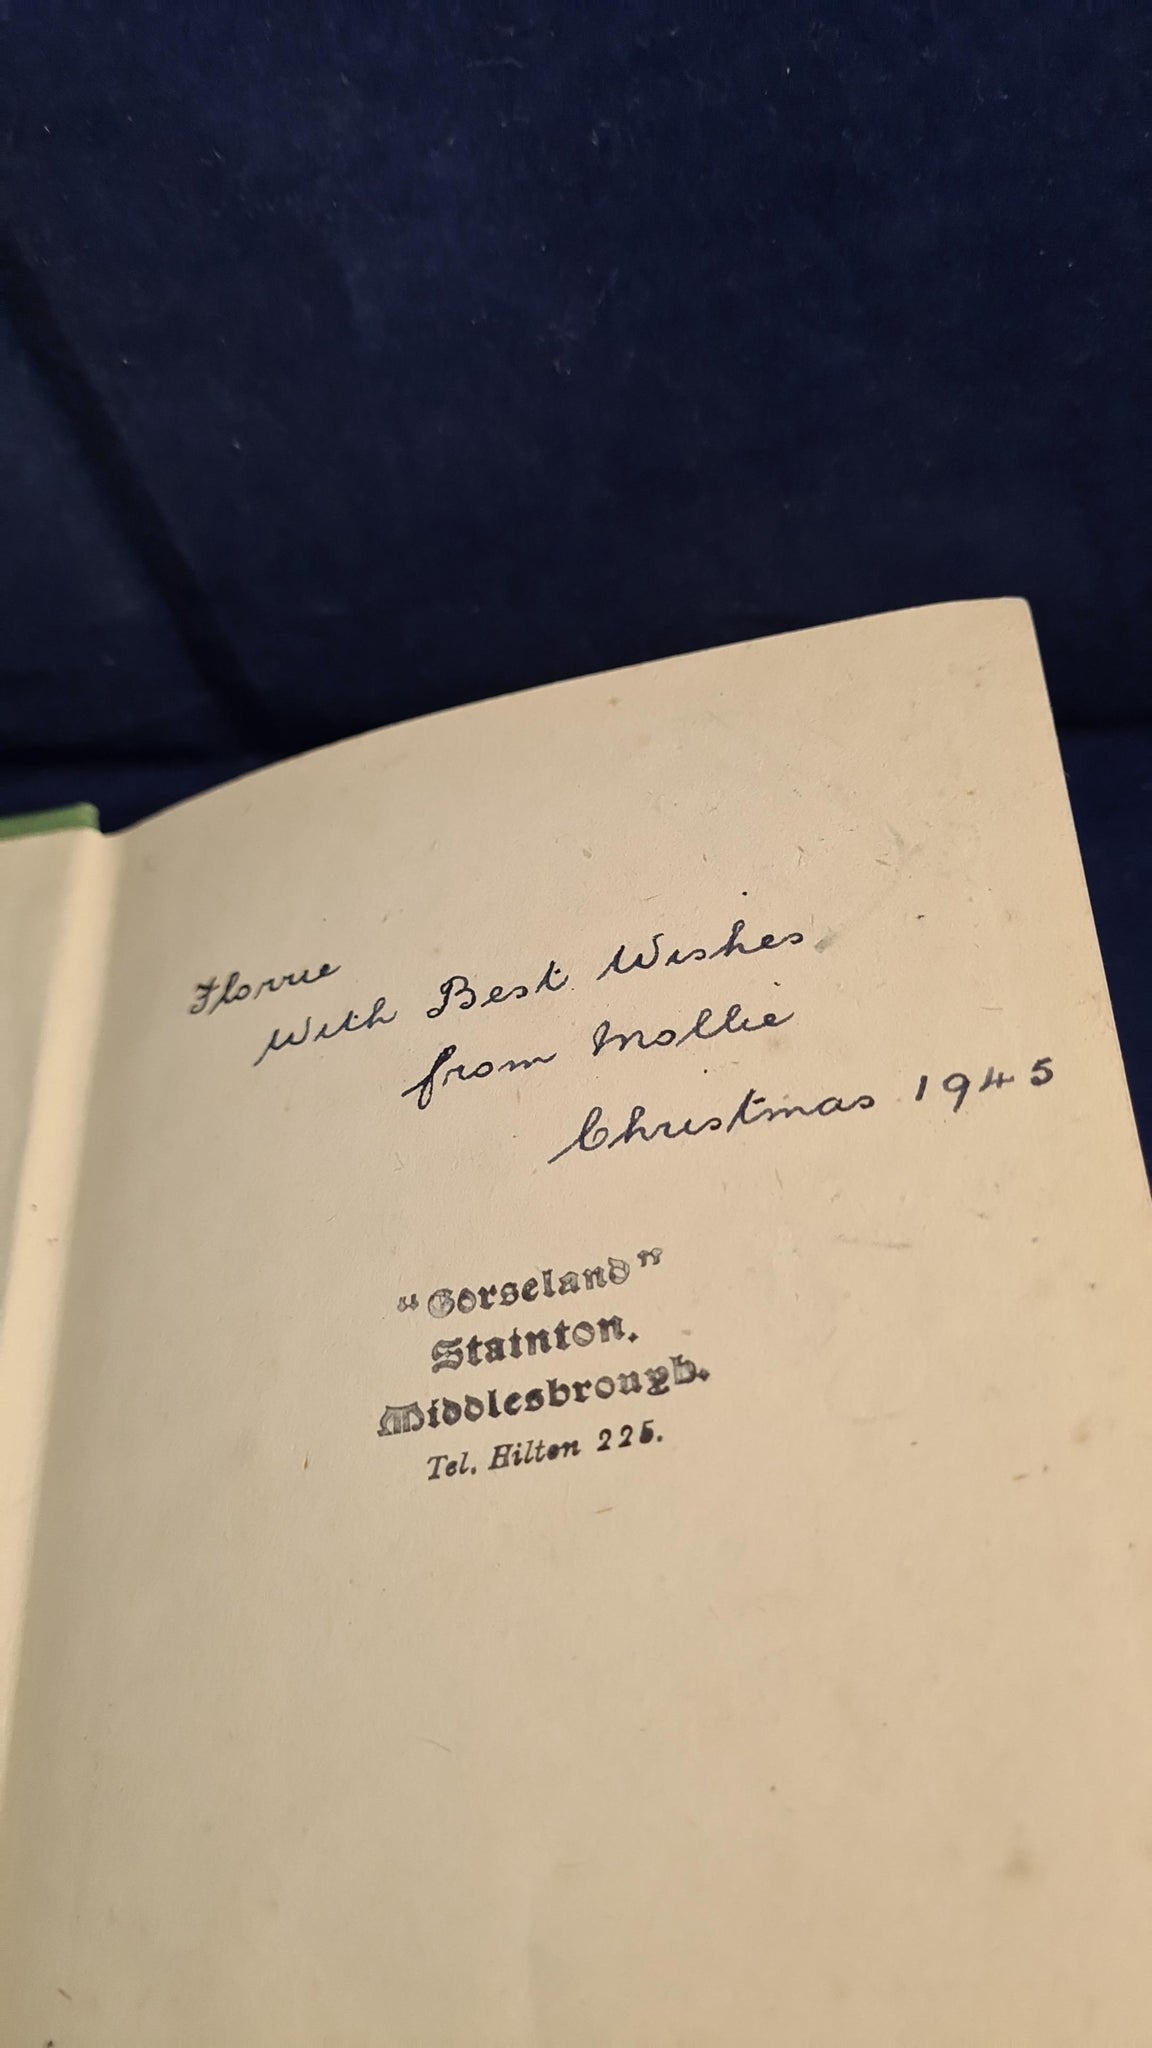 Florrie
With Best Wishes
from Mollie
Christmas 1945
"Gorseland"
Stainton.
Middlesbrough.
Tel. Hilton 225.